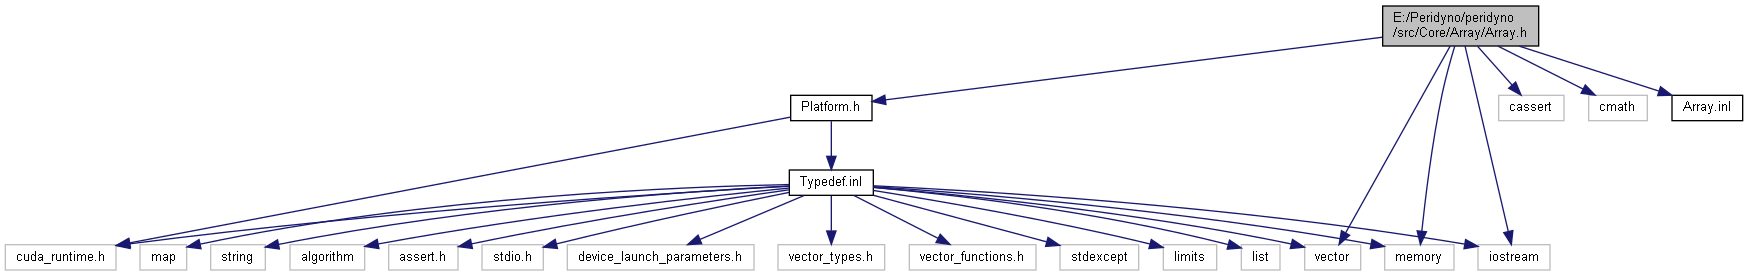 E:/Peridyno/peridyno
/src/Core/Array/Array.h
Platform.h
cassert
cmath
Array.inl
Typedef.inl
cuda_runtime.h
map
string
algorithm
assert.h
stdio.h
device_launch_parameters.h
vector_types.h
vector_functions.h
stdexcept
limits
list
vector
memory
iostream